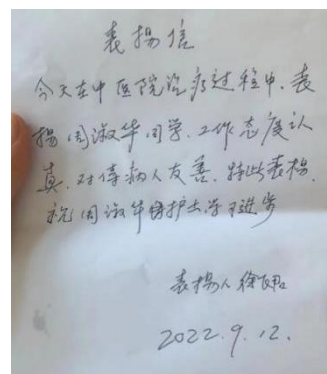 表扬信
今天在中医院治疗过程中.表
扬周淑华同学.工作态度认
真.对待病人友善.特此表扬.
祝周淑华护士学习进步
表扬人徐
2022.9.12.